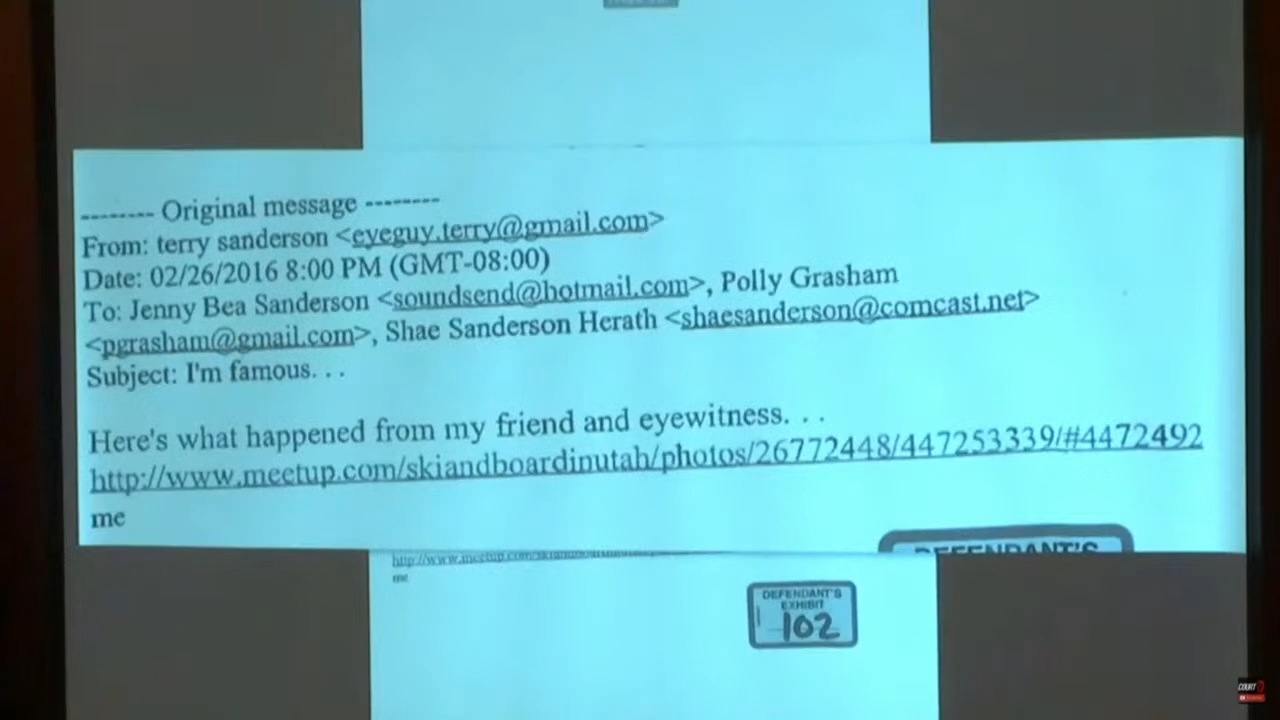 -------- Original message --------
From: terry sanderson <eyeguy.terry@gmail.com>
Date: 02/26/2016 8:00 PM (GMT-08:00)
To: Jenny Bea Sanderson <soundsend@hotmail.com>, Polly Grasham
<pgrasham@gmail.com>, Shae Sanderson Herath <shaesanderson@comcast.net>
Subject: I'm famous. . .
Here's what happened from my friend and eyewitness. . .
http://www.meetup.com/skiandboardinutah/photos/26772448/447253339/#4472492
me
DEFENDANT'S
me
DEFENDANT'S
EXHIBIT
102
COURT